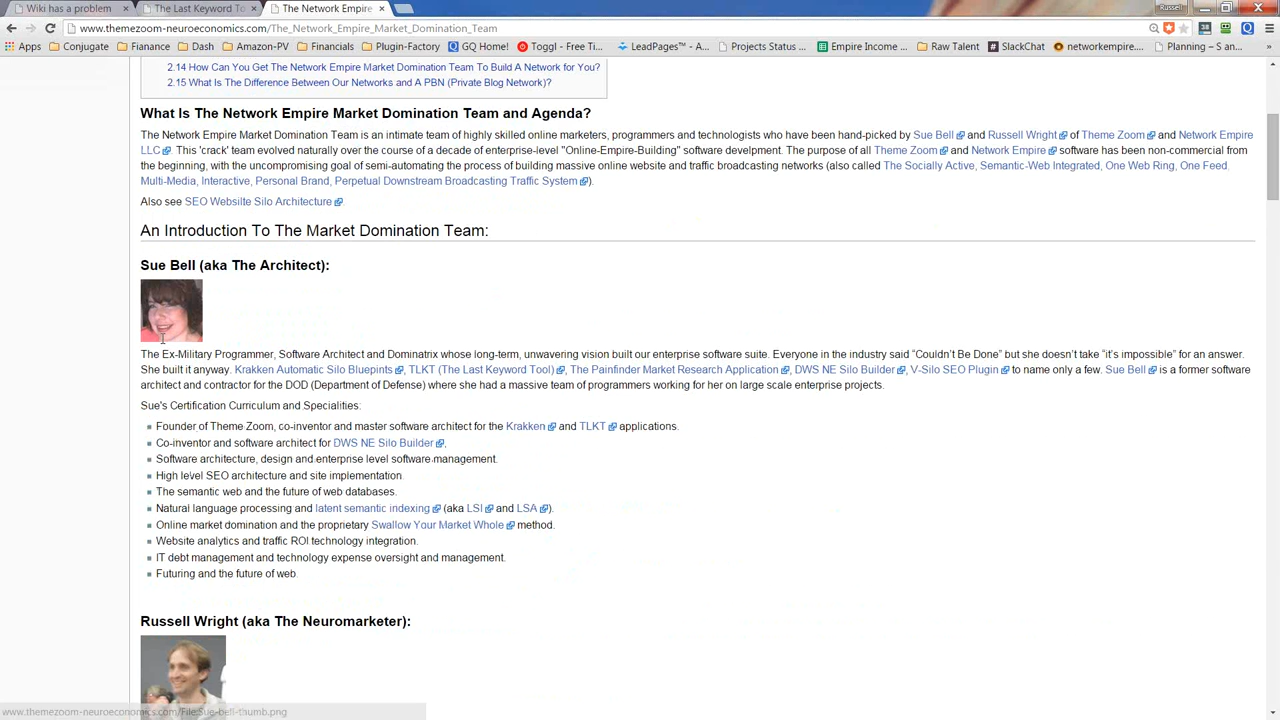 Wiki has a problem
The Last Keyword To
The Network Empire
Russell
www.themezoom-neuroeconomics.com/The_Network_Empire_Market_Domination_Team
Apps Conjugate Fianance Dash Amazon-PV Financials Plugin-Factory GQ Home! Toggl - Free Ti... LeadPages™ - A... Projects Status ... Empire Income ... Raw Talent SlackChat networkempire.... Planning – S an... »
2.14 How Can You Get The Network Empire Market Domination Team To Build A Network for You?
2.15 What Is The Difference Between Our Networks and A PBN (Private Blog Network)?
What Is The Network Empire Market Domination Team and Agenda?
The Network Empire Market Domination Team is an intimate team of highly skilled online marketers, programmers and technologists who have been hand-picked by Sue Bell and Russell Wright of Theme Zoom and Network Empire
LLC. This 'crack' team evolved naturally over the course of a decade of enterprise-level "Online-Empire-Building" software develpment. The purpose of all Theme Zoom and Network Empire software has been non-commercial from
the beginning, with the uncompromising goal of semi-automating the process of building massive online website and traffic broadcasting networks (also called The Socially Active, Semantic-Web Integrated, One Web Ring, One Feed,
Multi-Media, Interactive, Personal Brand, Perpetual Downstream Broadcasting Traffic System).
Also see SEO Websilte Silo Architecture
An Introduction To The Market Domination Team:
Sue Bell (aka The Architect):
The Ex-Military Programmer, Software Architect and Dominatrix whose long-term, unwavering vision built our enterprise software suite. Everyone in the industry said “Couldn't Be Done” but she doesn't take “it's impossible” for an answer.
She built it anyway. Krakken Automatic Silo Bluepints, TLKT (The Last Keyword Tool), The Painfinder Market Research Application, DWS NE Silo Builder, V-Silo SEO Plugin to name only a few. Sue Bell is a former software
architect and contractor for the DOD (Department of Defense) where she had a massive team of programmers working for her on large scale enterprise projects.
Sue's Certification Curriculum and Specialities:
Founder of Theme Zoom, co-inventor and master software architect for the Krakken and TLKT applications.
Co-inventor and software architect for DWS NE Silo Builder,
Software architecture, design and enterprise level software management.
High level SEO architecture and site implementation.
The semantic web and the future of web databases.
Natural language processing and latent semantic indexing (aka LSI and LSA).
Online market domination and the proprietary Swallow Your Market Whole method.
Website analytics and traffic ROI technology integration.
IT debt management and technology expense oversight and management.
Futuring and the future of web.
Russell Wright (aka The Neuromarketer):
www.themezoom-neuroeconomics.com/File:Sue-bell-thumb.png